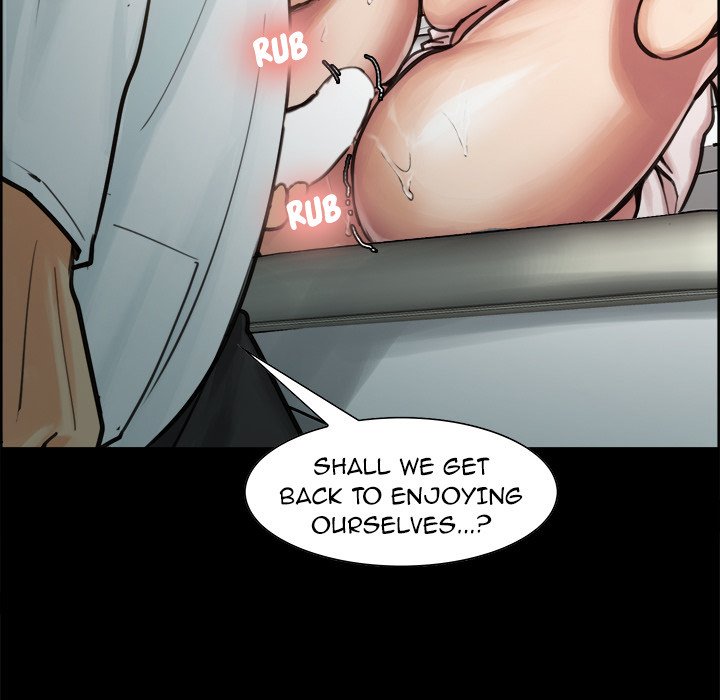 RUB
RUB
SHALL WE GET
BACK TO ENJOYING
OURSELVES...?